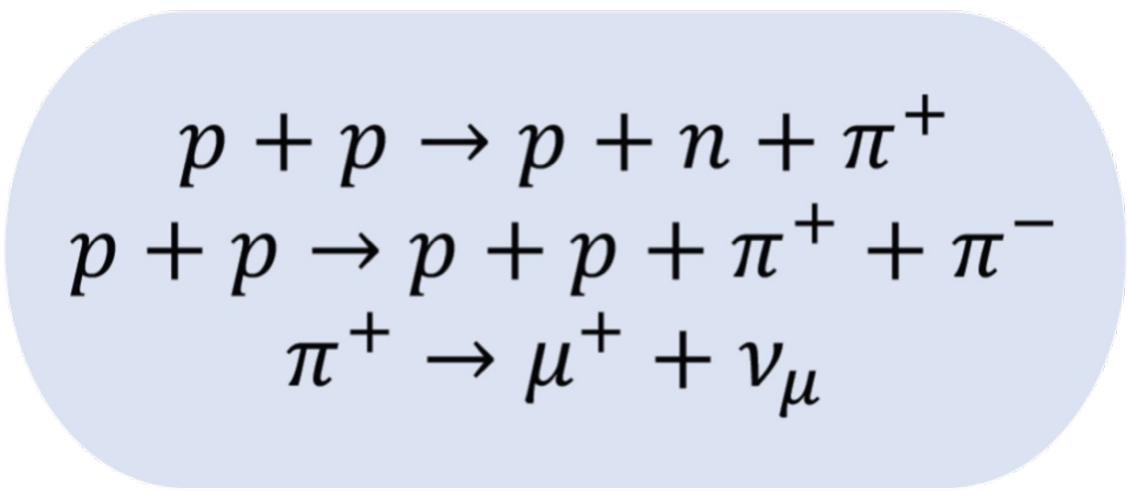 p + p → p + n + π⁺
p + p → p + p + π⁺ + π⁻
π⁺ → μ⁺ + ν_μ